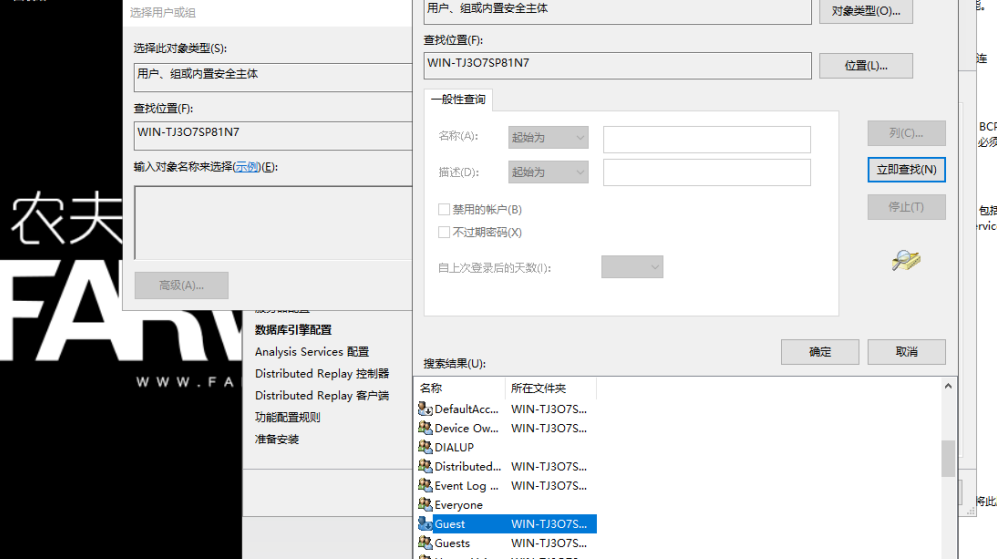 选择用户或组
选择此对象类型(S):
用户、组或内置安全主体
查找位置(F):
WIN-TJ3O7SP81N7
输入对象名称来选择(示例)(E):
高级(A)...
农夫
WWW.FA
数据库引擎配置
Analysis Services 配置
Distributed Replay 控制器
Distributed Replay 客户端
功能配置规则
准备安装
用户、组或内置安全主体
对象类型(O)...
查找位置(F):
WIN-TJ3O7SP81N7
位置(L)...
一般性查询
名称(A):
起始为
描述(D):
起始为
禁用的帐户(B)
不过期密码(X)
自上次登录后的天数(I):
列(C)...
立即查找(N)
停止(T)
确定
取消
搜索结果(U):
名称 所在文件夹
DefaultAcc... WIN-TJ3O7S...
Device Ow... WIN-TJ3O7S...
DIALUP
Distributed... WIN-TJ3O7S...
Event Log ... WIN-TJ3O7S...
Everyone
Guest WIN-TJ3O7S...
Guests WIN-TJ3O7S...
连
BCP
必须
包括
将此